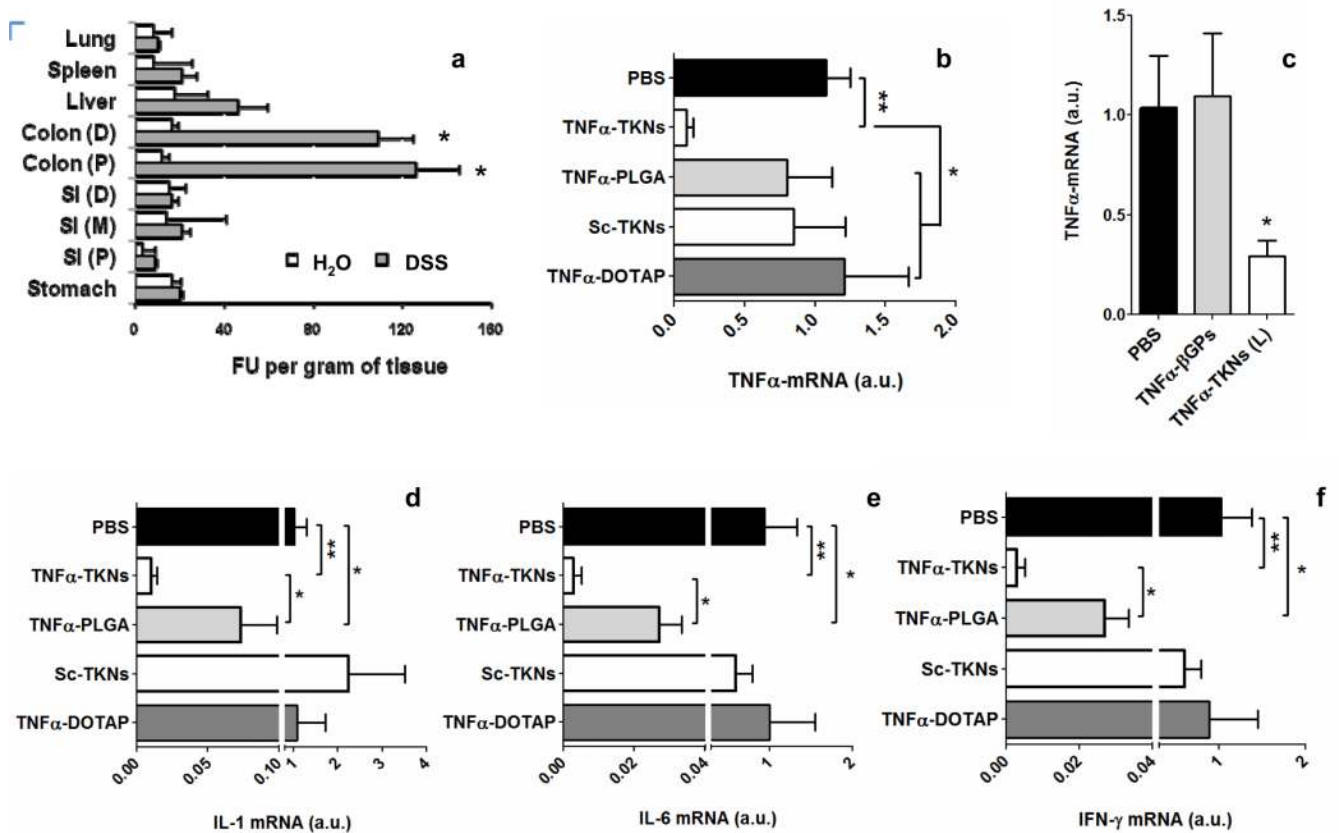 a
Lung
Spleen
Liver
Colon (D)
Colon (P)
SI (D)
SI (M)
SI (P)
Stomach
*
*
H₂O DSS
0 40 80 120 160
FU per gram of tissue
b
PBS
TNFα-TKNs
TNFα-PLGA
Sc-TKNs
TNFα-DOTAP
**
*
0.0 0.5 1.0 1.5 2.0
TNFα-mRNA (a.u.)
c
1.5
1.0
0.5
0.0
TNFα-mRNA (a.u.)
*
PBS
TNFα-βGPs
TNFα-TKNs (L)
d
PBS
TNFα-TKNs
TNFα-PLGA
Sc-TKNs
TNFα-DOTAP
**
*
*
0.00 0.05 0.10 1 2 3 4
IL-1 mRNA (a.u.)
e
PBS
TNFα-TKNs
TNFα-PLGA
Sc-TKNs
TNFα-DOTAP
**
*
*
0.00 0.02 0.04 1 2
IL-6 mRNA (a.u.)
f
PBS
TNFα-TKNs
TNFα-PLGA
Sc-TKNs
TNFα-DOTAP
**
*
*
0.00 0.02 0.04 1 2
IFN-γ mRNA (a.u.)